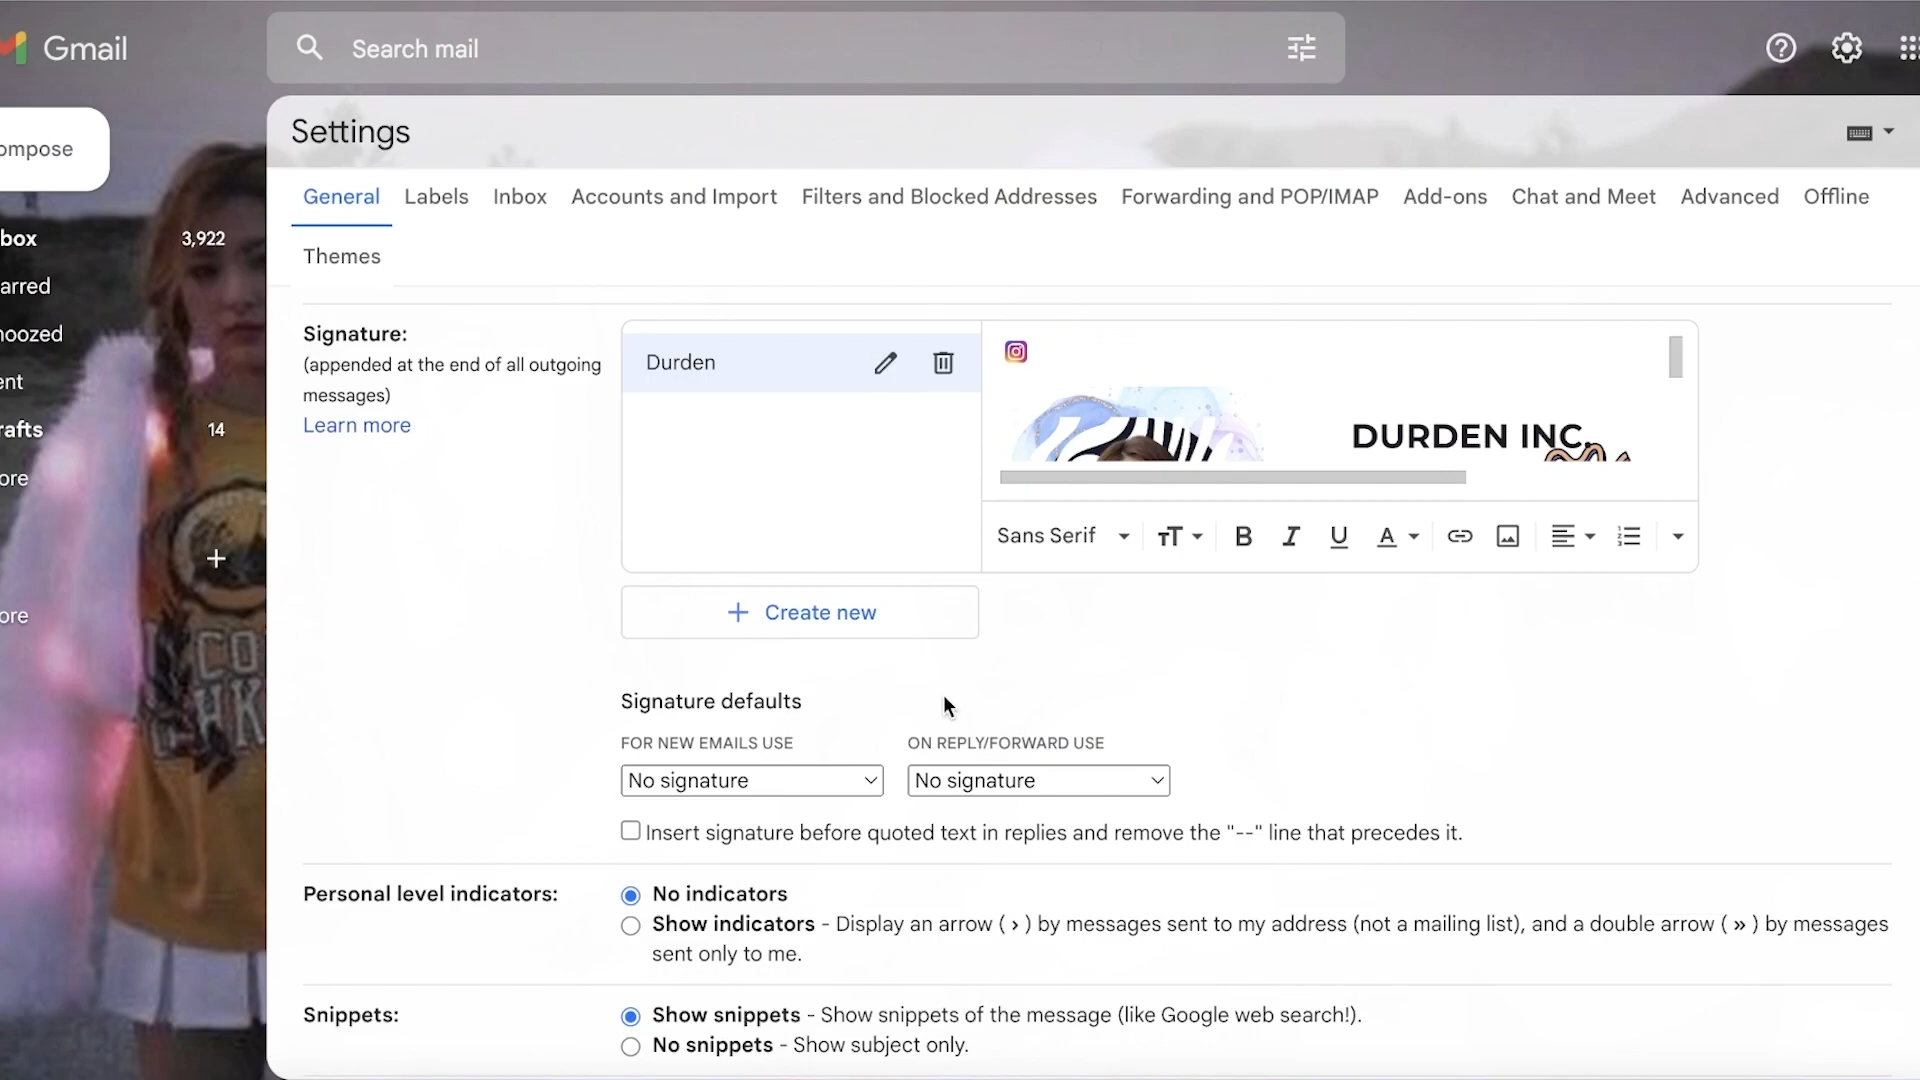 Gmail
Search mail
ompose
box 3,922
arred
noozed
ent
rafts 14
ore
ore
Settings
General Labels Inbox Accounts and Import Filters and Blocked Addresses Forwarding and POP/IMAP Add-ons Chat and Meet Advanced Offline
Themes
Signature:
(appended at the end of all outgoing
messages)
Learn more
Durden
DURDEN INC.
Sans Serif
Create new
Signature defaults
FOR NEW EMAILS USE ON REPLY/FORWARD USE
No signature No signature
Insert signature before quoted text in replies and remove the "--" line that precedes it.
Personal level indicators:
No indicators
Show indicators - Display an arrow ( › ) by messages sent to my address (not a mailing list), and a double arrow ( » ) by messages
sent only to me.
Snippets:
Show snippets - Show snippets of the message (like Google web search!).
No snippets - Show subject only.